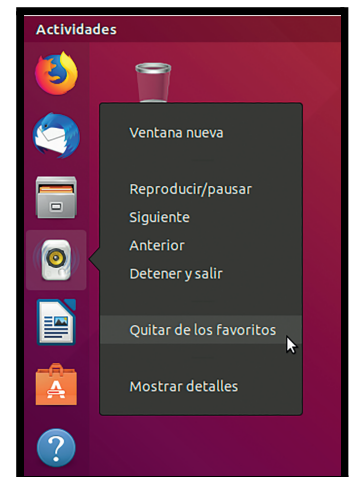 Actividades
Ventana nueva
Reproducir/pausar
Siguiente
Anterior
Detener y salir
Quitar de los favoritos
Mostrar detalles